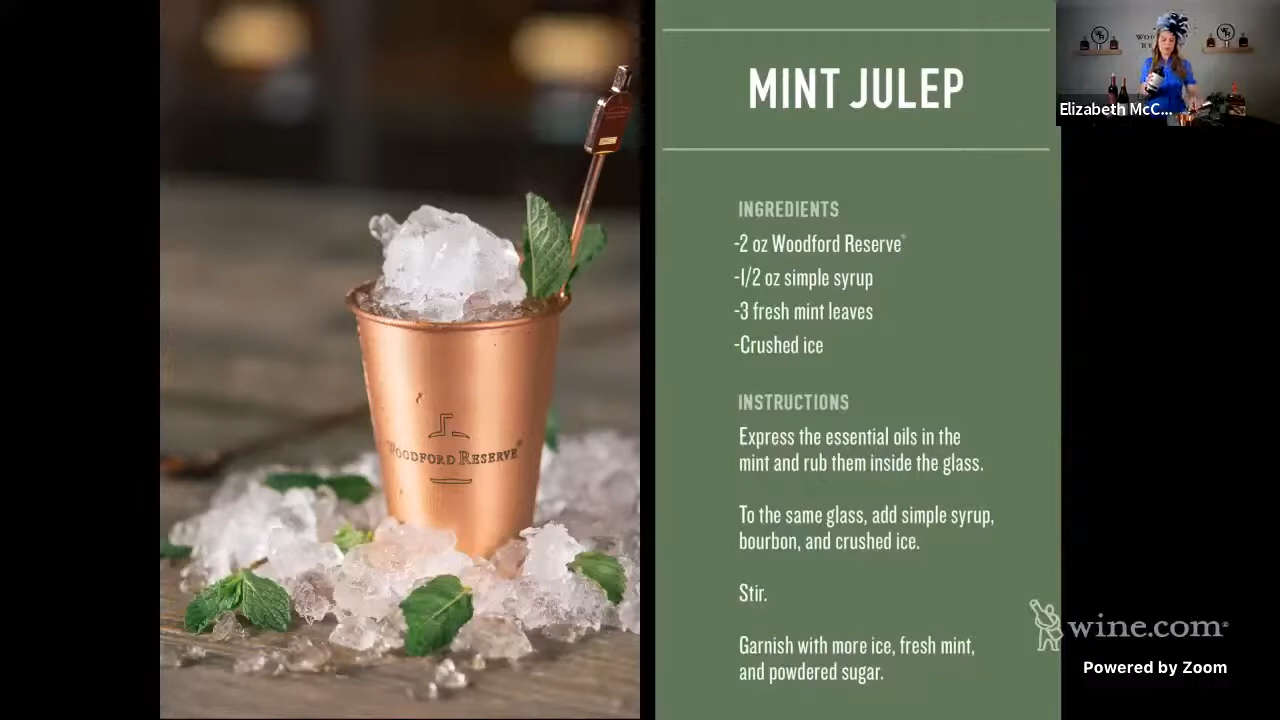 MINT JULEP
INGREDIENTS
-2 oz Woodford Reserve®
-1/2 oz simple syrup
-3 fresh mint leaves
-Crushed ice
INSTRUCTIONS
Express the essential oils in the
mint and rub them inside the glass.
To the same glass, add simple syrup,
bourbon, and crushed ice.
Stir.
Garnish with more ice, fresh mint,
and powdered sugar.
WOODFORD RESERVE®
Elizabeth McC...
wine.com®
Powered by Zoom